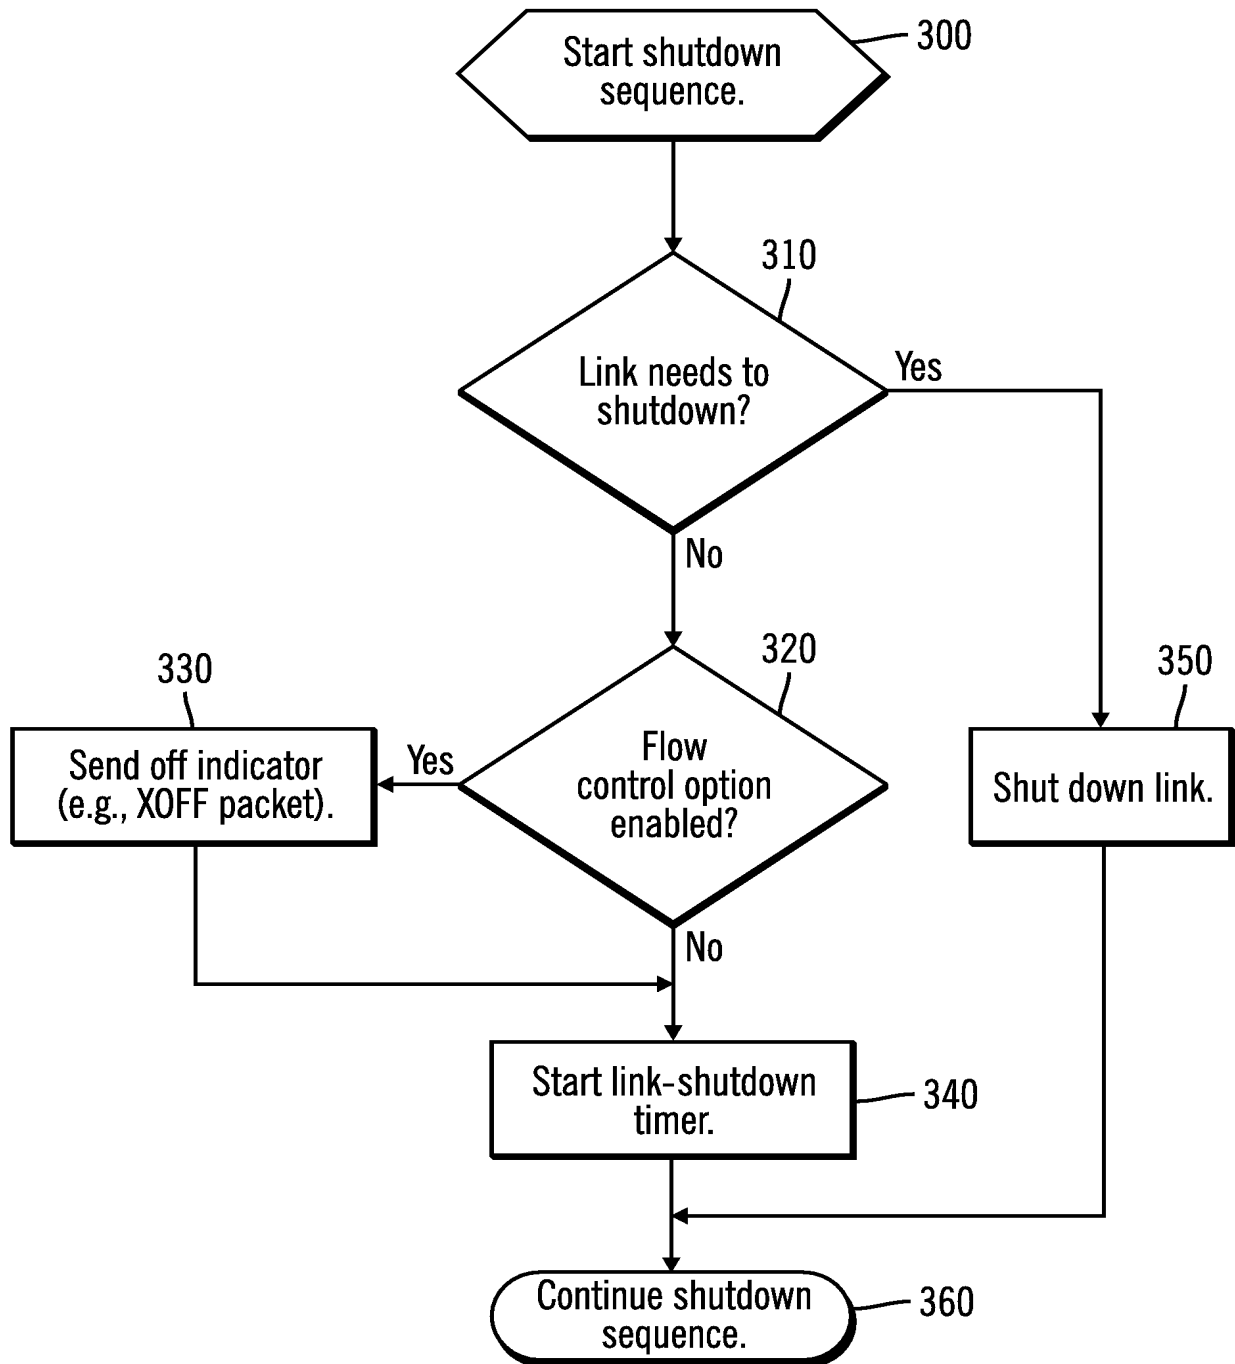 Start shutdown
sequence.
300
310
Link needs to
shutdown?
Yes
No
330
320
350
Send off indicator
(e.g., XOFF packet).
Yes
Flow
control option
enabled?
Shut down link.
No
Start link-shutdown
timer.
340
Continue shutdown
sequence.
360